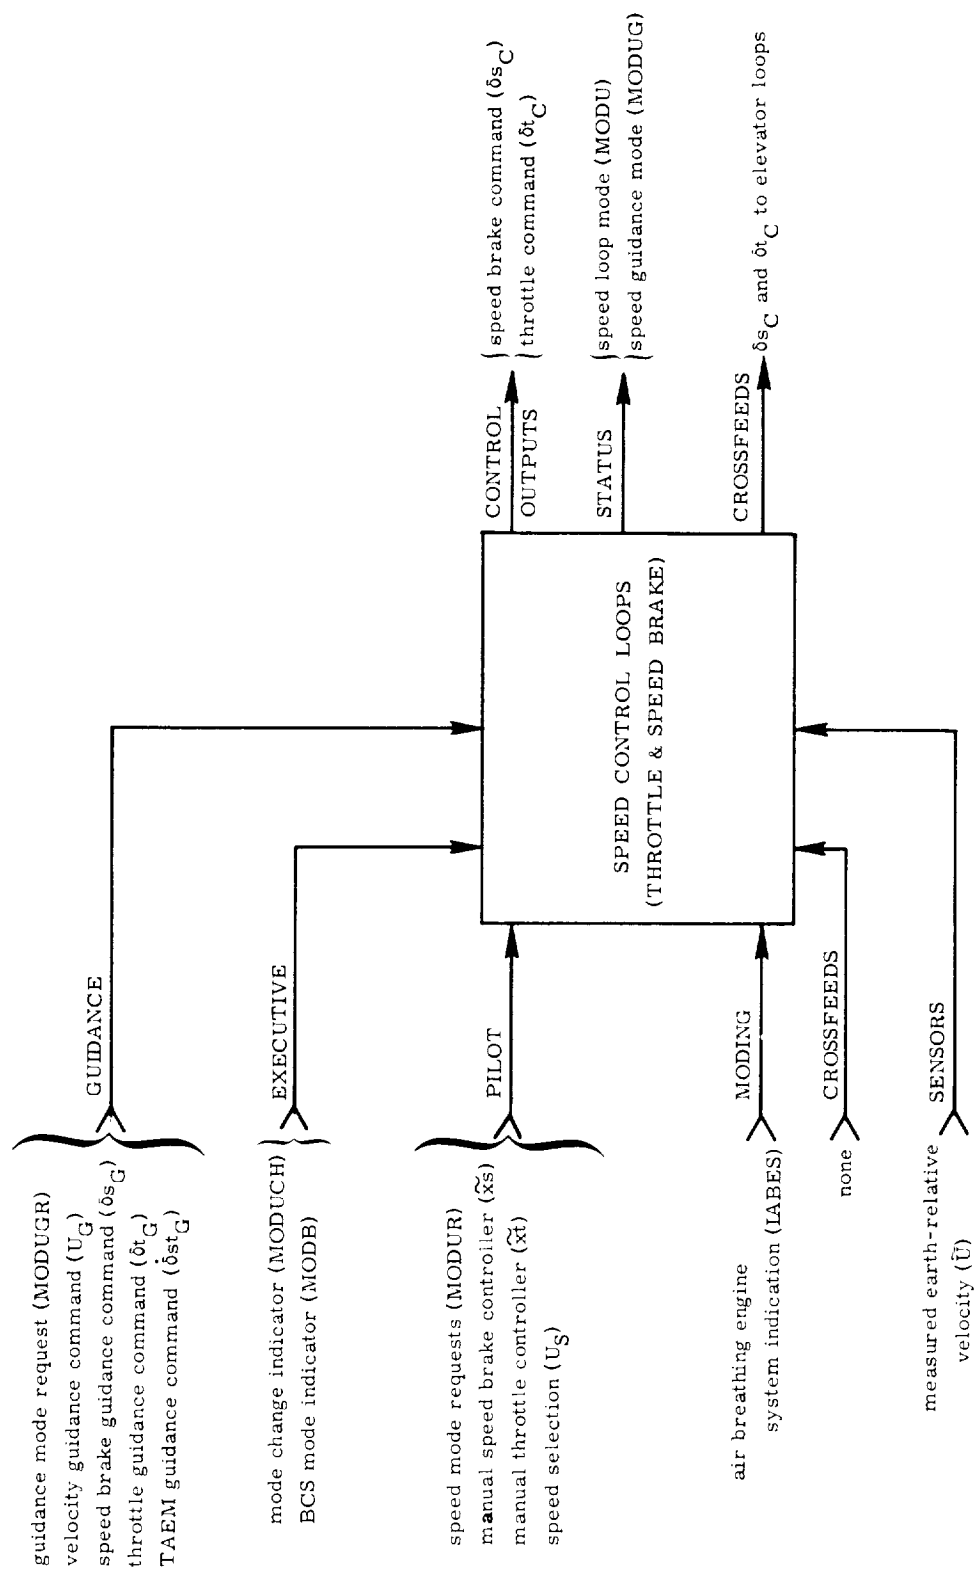 guidance mode request (MODUGR)
velocity guidance command (U_G)
speed brake guidance command (δs_G)
throttle guidance command (δt_G)
TAEM guidance command (δ̇st_G)
GUIDANCE
mode change indicator (MODUCH)
BCS mode indicator (MODB)
EXECUTIVE
speed mode requests (MODUR)
manual speed brake controller (x̃s)
manual throttle controller (x̃t)
speed selection (U_S)
PILOT
air breathing engine
system indication (IABES)
MODING
none
CROSSFEEDS
measured earth-relative
velocity (Ũ)
SENSORS
SPEED CONTROL LOOPS
(THROTTLE & SPEED BRAKE)
CONTROL
OUTPUTS
speed brake command (δs_C)
throttle command (δt_C)
STATUS
speed loop mode (MODU)
speed guidance mode (MODUG)
CROSSFEEDS
δs_C and δt_C to elevator loops